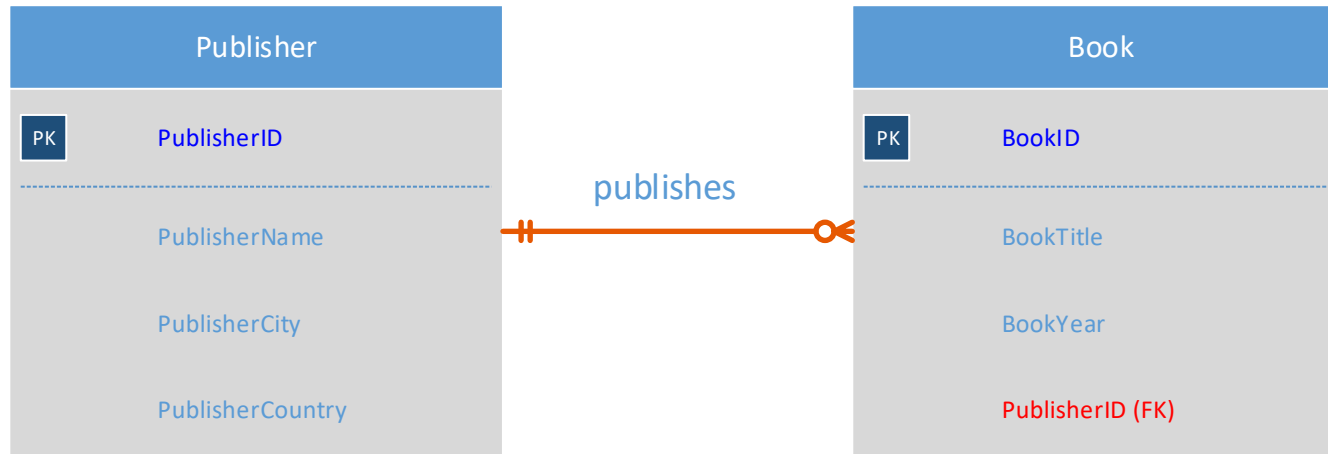 Publisher
PK
PublisherID
PublisherName
PublisherCity
PublisherCountry
publishes
Book
PK
BookID
BookTitle
BookYear
PublisherID (FK)